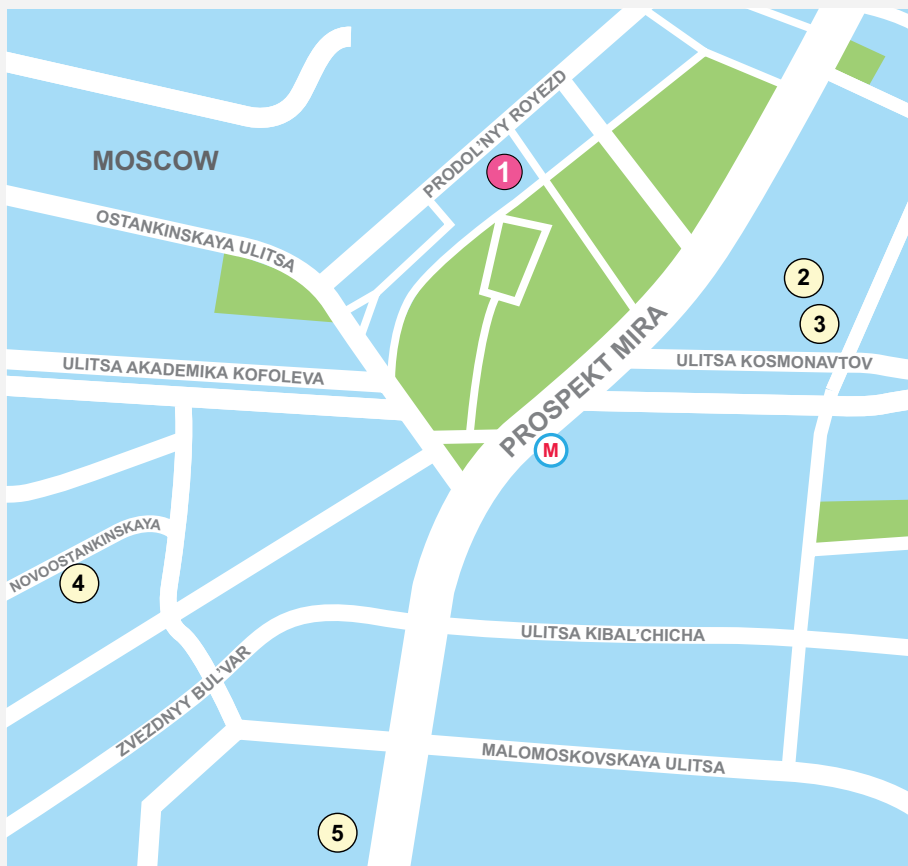 PRODOL'NYY ROYEZD
MOSCOW
1
OSTANKINSKAYA ULITSA
2
3
PROSPEKT MIRA
ULITSA KOSMONAVTOV
ULITSA AKADEMIKA KOFOLEVA
M
NOVOOSTANKINSKAYA
4
ULITSA KIBAL'CHICHA
ZVEZDNYY BUL'VAR
MALOMOSKOVSKAYA ULITSA
5